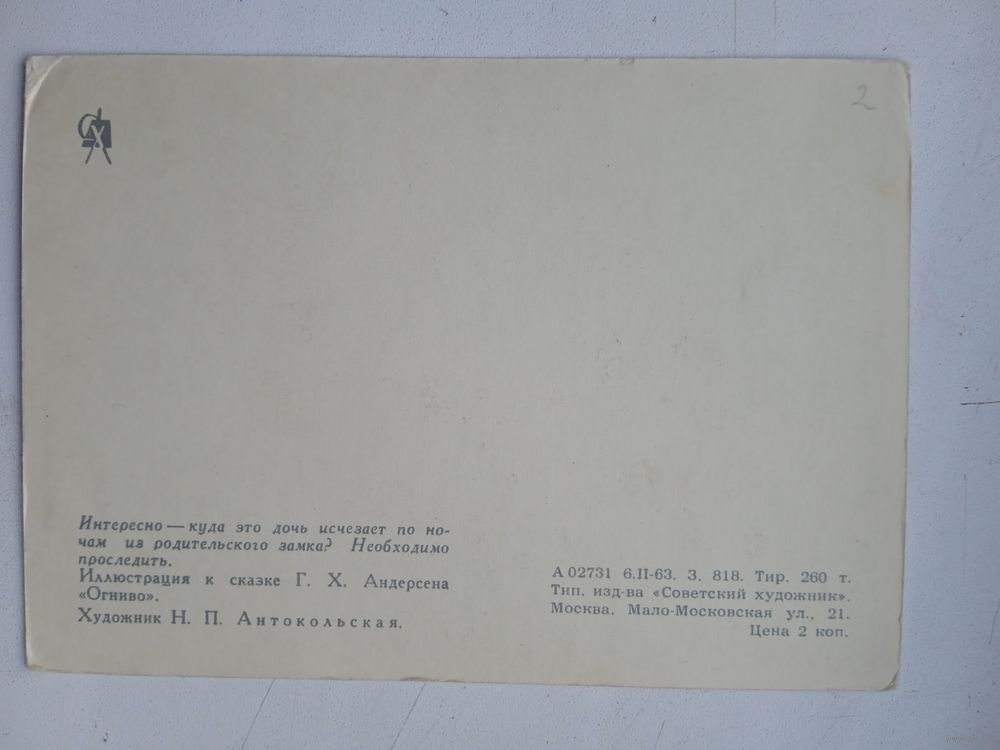 2
СХ
Интересно — куда это дочь исчезает по но-
чам из родительского замка? Необходимо
проследить.
Иллюстрация к сказке Г. Х. Андерсена
«Огниво».
Художник Н. П. Антокольская.
А 02731 6.II-63. З. 818. Тир. 260 т.
Тип. изд-ва «Советский художник».
Москва. Мало-Московская ул., 21.
Цена 2 коп.